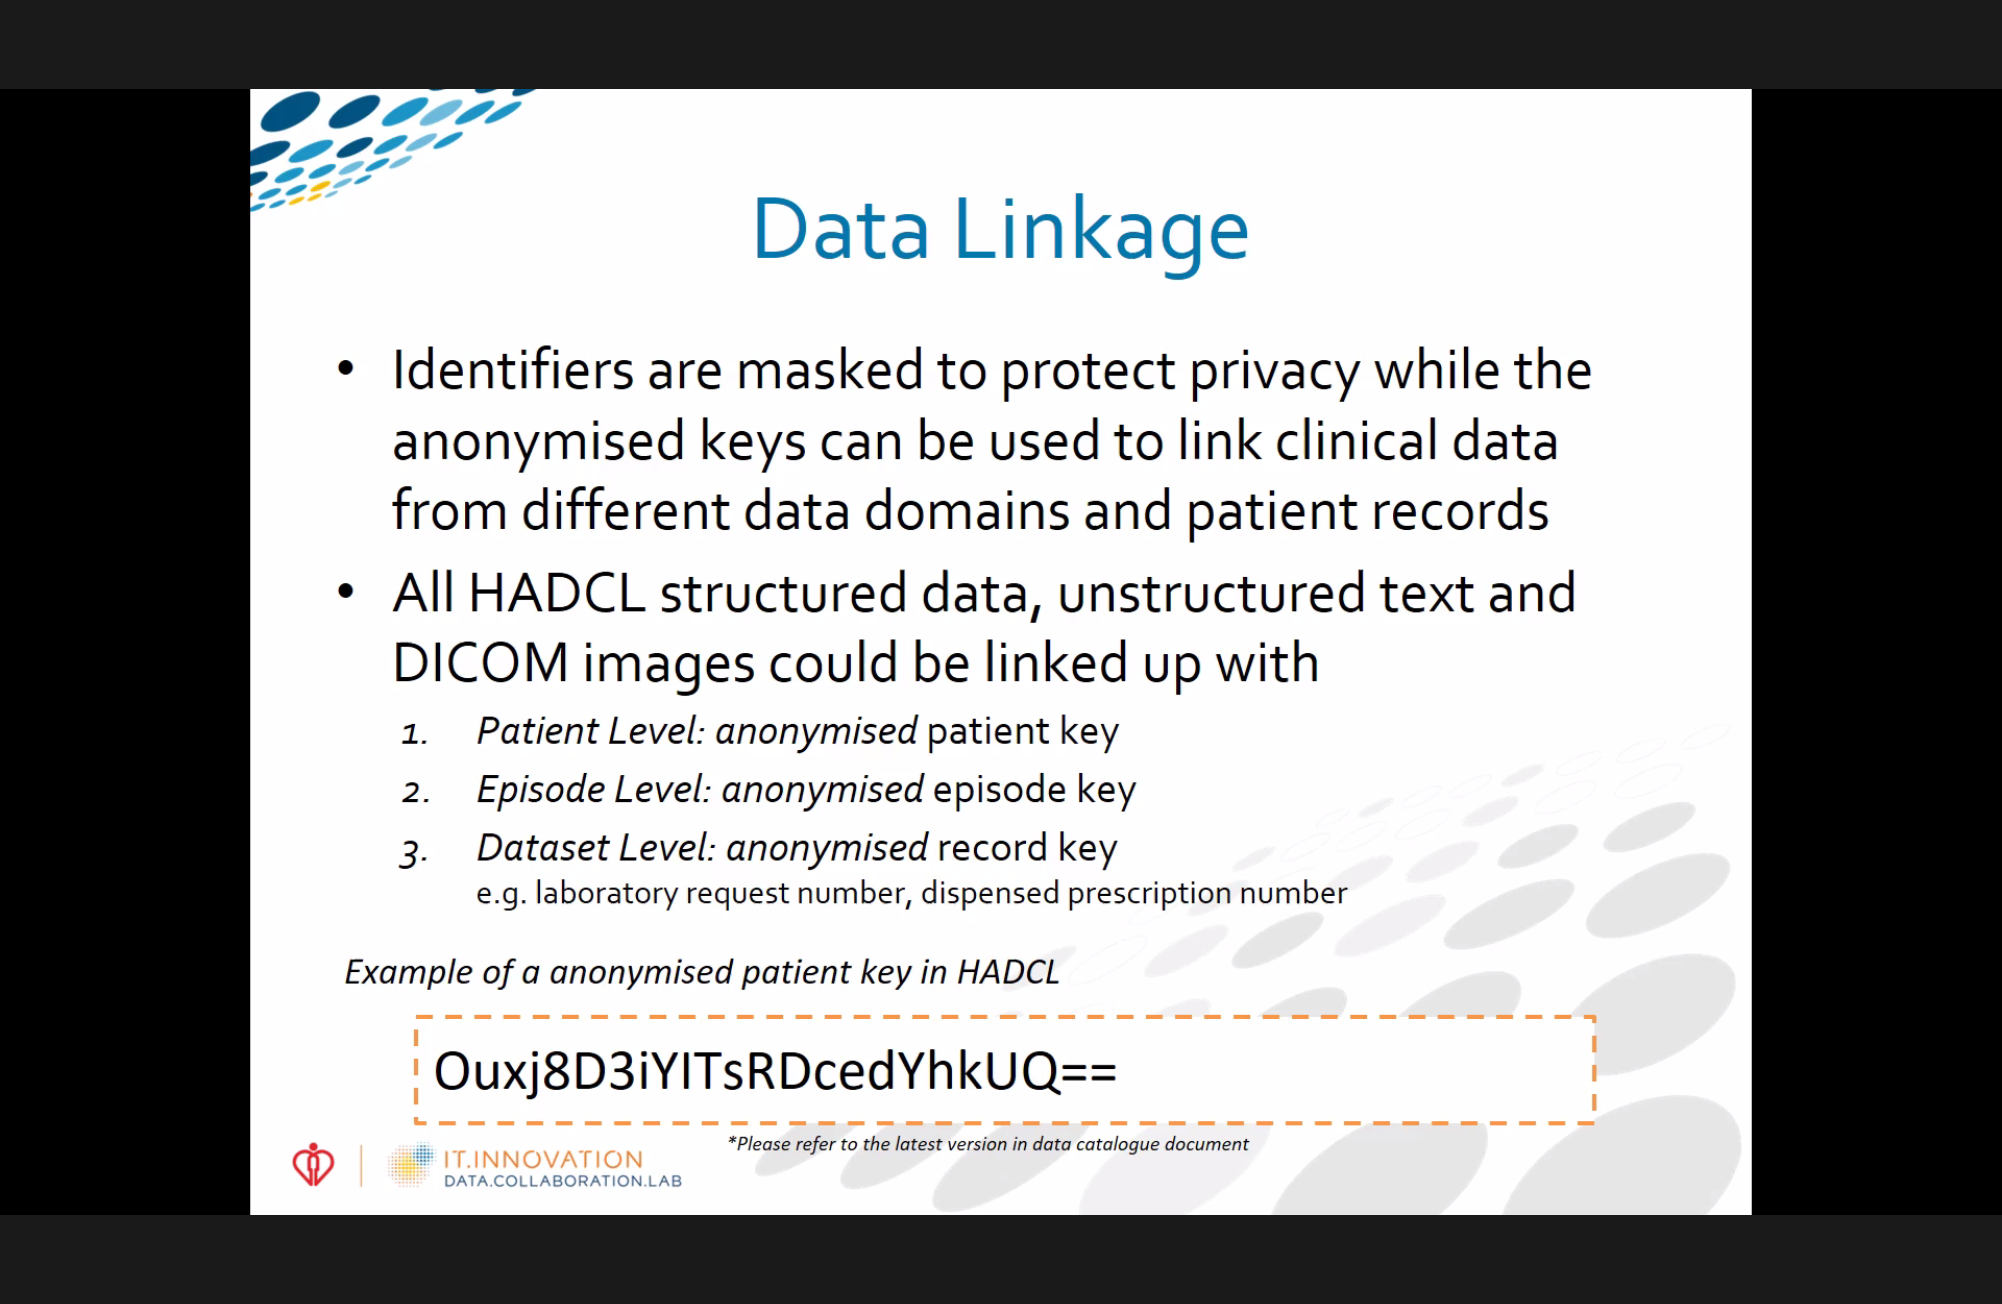 Data Linkage
• Identifiers are masked to protect privacy while the
anonymised keys can be used to link clinical data
from different data domains and patient records
• All HADCL structured data, unstructured text and
DICOM images could be linked up with
1. Patient Level: anonymised patient key
2. Episode Level: anonymised episode key
3. Dataset Level: anonymised record key
e.g. laboratory request number, dispensed prescription number
Example of a anonymised patient key in HADCL
Ouxj8D3iYITsRDcedYhkUQ==
*Please refer to the latest version in data catalogue document
IT.INNOVATION
DATA.COLLABORATION.LAB